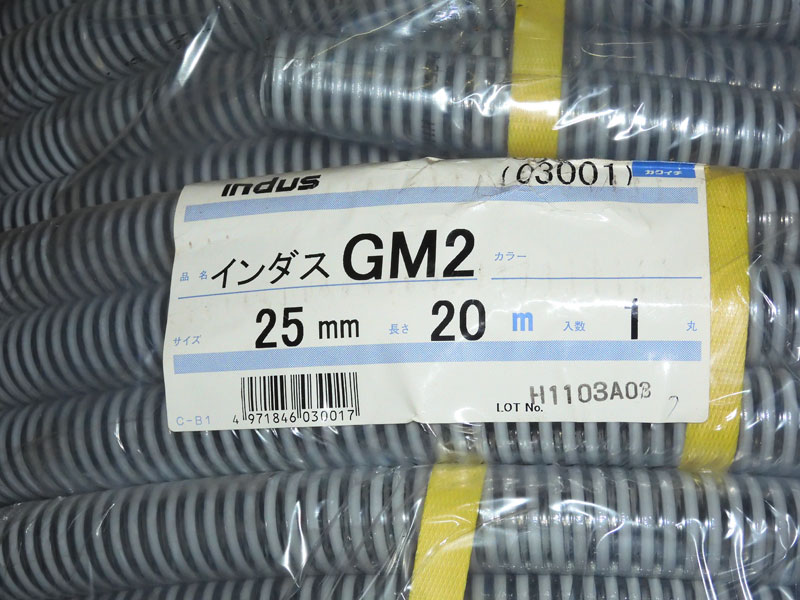 indus
(03001) カクイチ
品名 インダス GM2 カラー
サイズ 25 mm 長さ 20 m 入数 1 丸
C-B1
4 971846 030017
LOT No. H1103A08